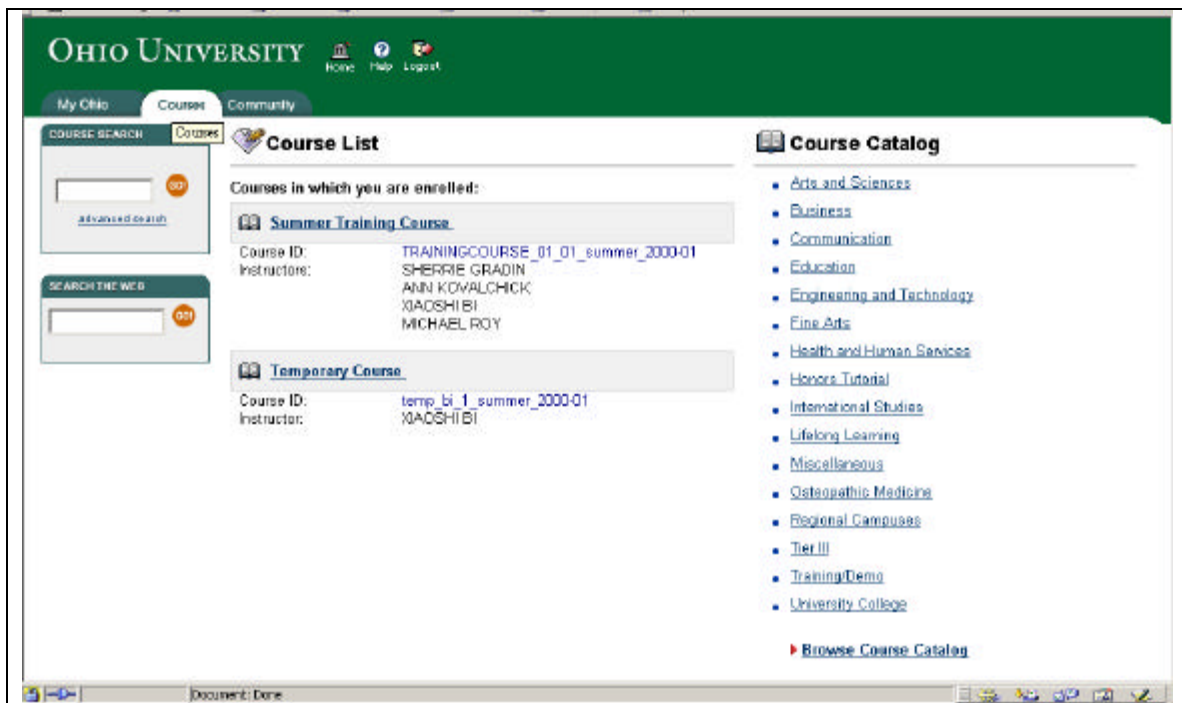 OHIO UNIVERSITY
Home Help Logout
My Ohio Courses Community
COURSE SEARCH
Courses
GO!
advanced search
SEARCH THE WEB
GO!
Course List
Courses in which you are enrolled:
Summer Training Course
Course ID: TRAININGCOURSE_01_01_summer_2000-01
Instructors: SHERRIE GRADIN
ANN KOVALCHICK
XIAOSHI BI
MICHAEL ROY
Temporary Course
Course ID: temp_bi_1_summer_2000-01
Instructor: XIAOSHI BI
Course Catalog
Arts and Sciences
Business
Communication
Education
Engineering and Technology
Fine Arts
Health and Human Services
Honors Tutorial
International Studies
Lifelong Learning
Miscellaneous
Osteopathic Medicine
Regional Campuses
Tier III
Training/Demo
University College
Browse Course Catalog
Document: Done